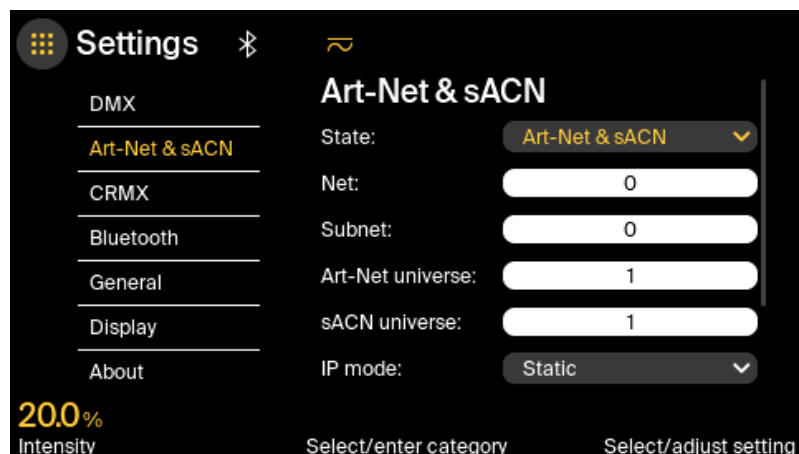 Settings
DMX
Art-Net & sACN
CRMX
Bluetooth
General
Display
About
Art-Net & sACN
State: Art-Net & sACN
Net: 0
Subnet: 0
Art-Net universe: 1
sACN universe: 1
IP mode: Static
20.0 %
Intensity
Select/enter category
Select/adjust setting